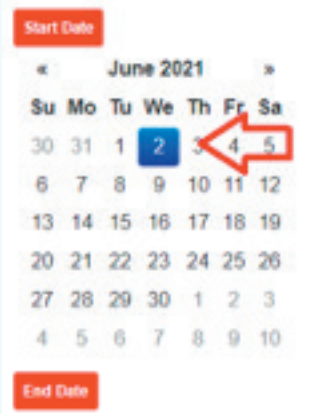 Start Date
« June 2021 »
Su Mo Tu We Th Fr Sa
30 31 1 2 3 4 5
6 7 8 9 10 11 12
13 14 15 16 17 18 19
20 21 22 23 24 25 26
27 28 29 30 1 2 3
4 5 6 7 8 9 10
End Date